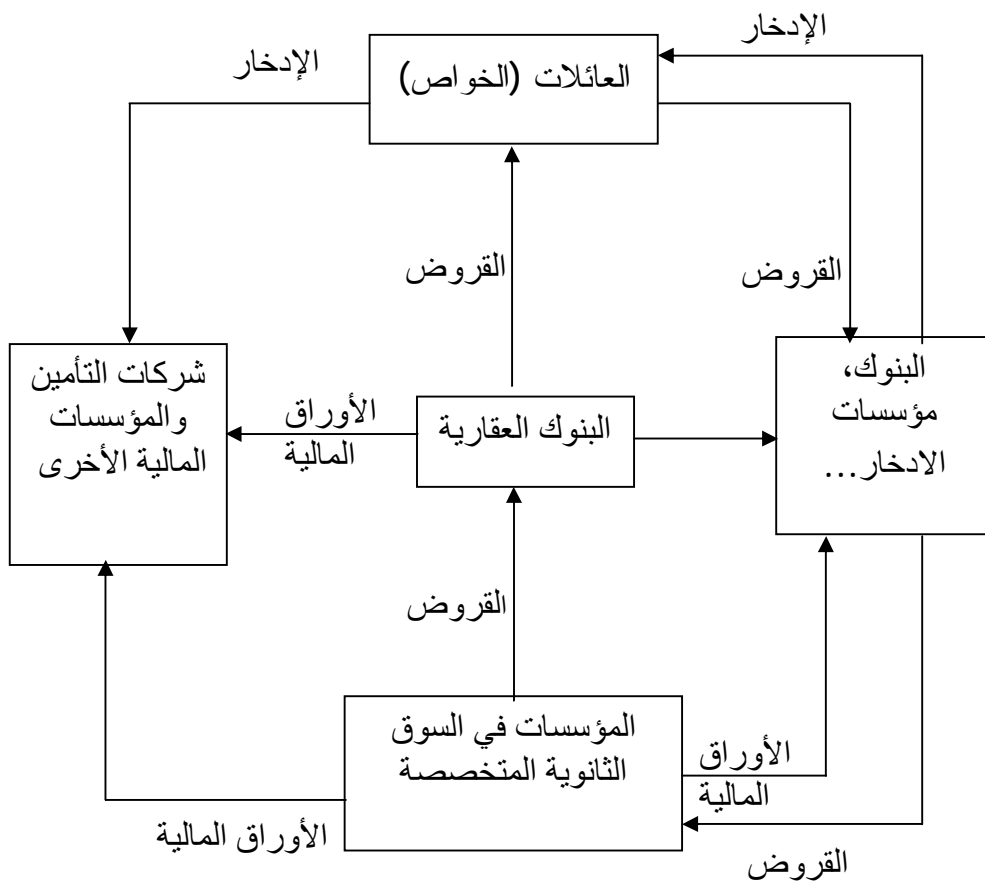 الإدخار
الإدخار
العائلات (الخواص)
القروض
القروض
البنوك،
مؤسسات
الادخار...
البنوك العقارية
الأوراق
المالية
شركات التأمين
والمؤسسات
المالية الأخرى
القروض
المؤسسات في السوق
الثانوية المتخصصة
الأوراق
المالية
الأوراق المالية
القروض